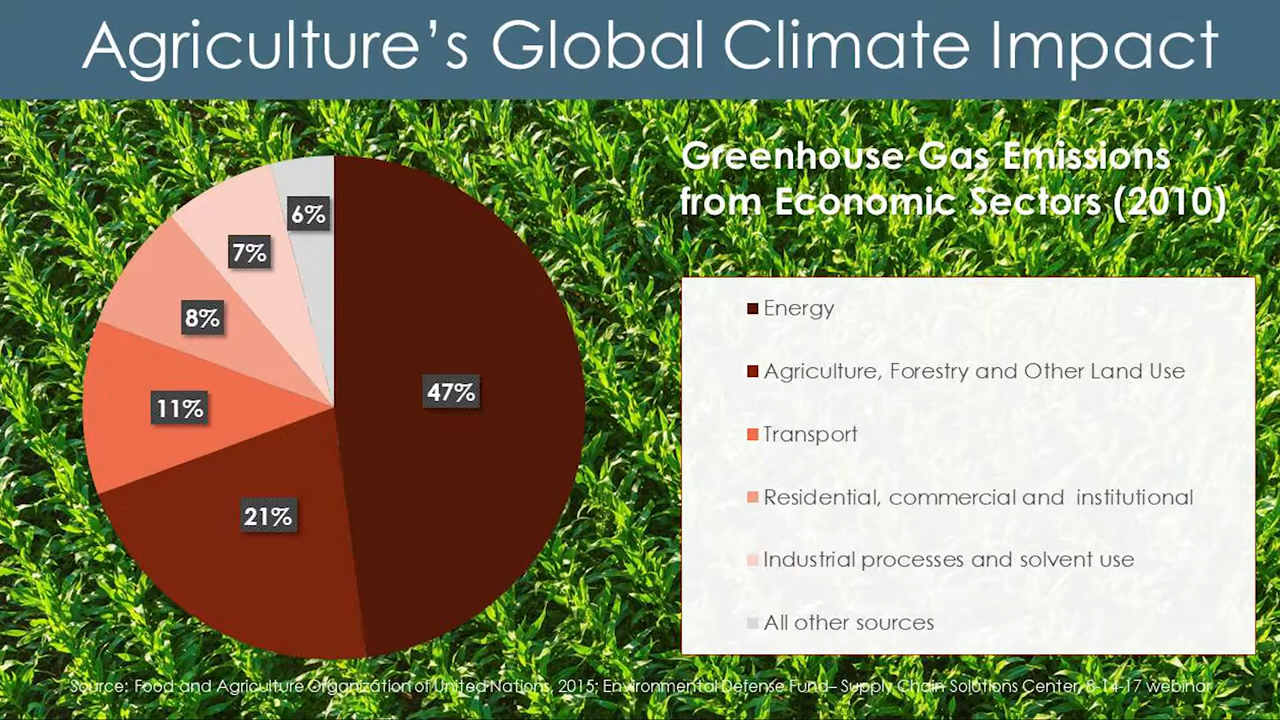 Agriculture’s Global Climate Impact
Greenhouse Gas Emissions
from Economic Sectors (2010)
6%
7%
8%
11%
47%
21%
Energy
Agriculture, Forestry and Other Land Use
Transport
Residential, commercial and institutional
Industrial processes and solvent use
All other sources
Source: Food and Agriculture Organization of United Nations, 2015; Environmental Defense Fund– Supply Chain Solutions Center, 8-14-17 webinar